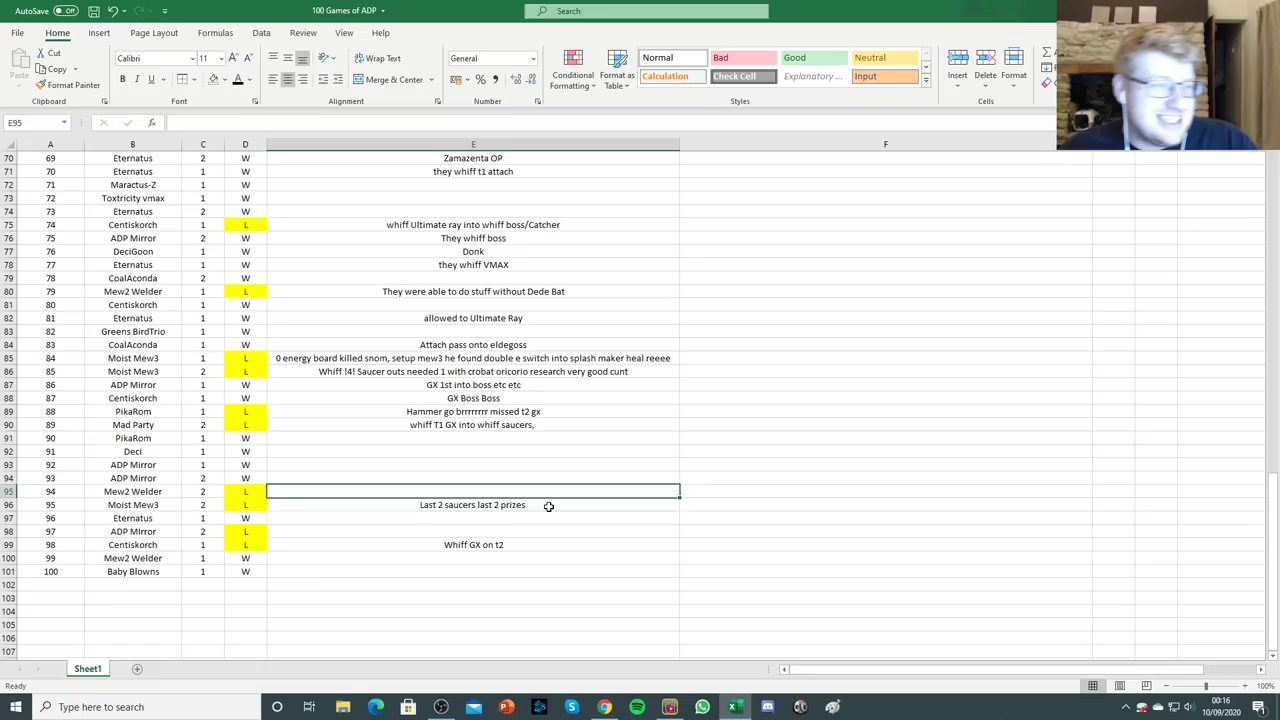 AutoSave Off 100 Games of ADP Search
File Home Insert Page Layout Formulas Data Review View Help
Cut
Copy
Format Painter
Paste
Calibri 11
Wrap Text
Merge & Center
General
Conditional Formatting
Format as Table
Normal Bad Good Neutral
Calculation Check Cell Explanatory ... Input
Insert Delete Format
Clipboard Font Alignment Number Styles Cells
E95
A B C D E F
70 69 Eternatus 2 W Zamazenta OP
71 70 Eternatus 1 W they whiff t1 attach
72 71 Maractus-Z 1 W
73 72 Toxtricity vmax 1 W
74 73 Eternatus 2 W
75 74 Centiskorch 1 L whiff Ultimate ray into whiff boss/Catcher
76 75 ADP Mirror 2 W They whiff boss
77 76 DeciGoon 1 W Donk
78 77 Eternatus 1 W they whiff VMAX
79 78 CoalAconda 2 W
80 79 Mew2 Welder 1 L They were able to do stuff without Dede Bat
81 80 Centiskorch 1 W
82 81 Eternatus 1 W allowed to Ultimate Ray
83 82 Greens BirdTrio 1 W
84 83 CoalAconda 1 W Attach pass onto eldegoss
85 84 Moist Mew3 1 L 0 energy board killed snom, setup mew3 he found double e switch into splash maker heal reeee
86 85 Moist Mew3 2 L Whiff !4! Saucer outs needed 1 with crobat oricorio research very good cunt
87 86 ADP Mirror 1 W GX 1st into boss etc etc
88 87 Centiskorch 1 W GX Boss Boss
89 88 PikaRom 1 L Hammer go brrrrrrrr missed t2 gx
90 89 Mad Party 2 L whiff T1 GX into whiff saucers,
91 90 PikaRom 1 W
92 91 Deci 1 W
93 92 ADP Mirror 1 W
94 93 ADP Mirror 2 W
95 94 Mew2 Welder 2 L
96 95 Moist Mew3 2 L Last 2 saucers last 2 prizes
97 96 Eternatus 1 W
98 97 ADP MIrror 2 L
99 98 Centiskorch 1 L Whiff GX on t2
100 99 Mew2 Welder 1 W
101 100 Baby Blowns 1 W
102
103
104
105
106
107
Sheet1
Ready 100%
Type here to search
00:16
10/09/2020